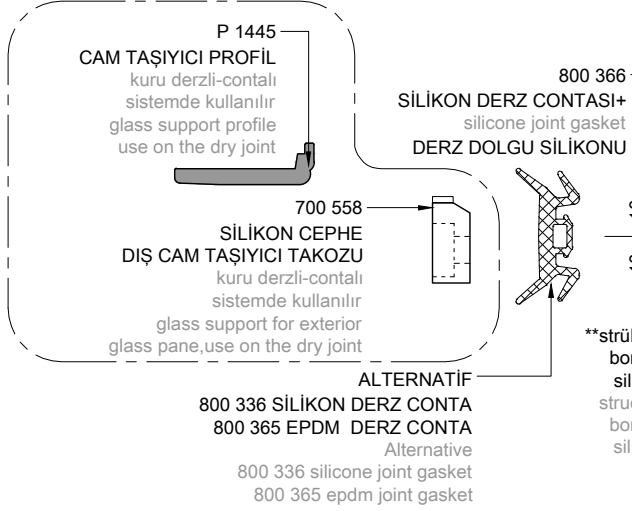 P 1445
CAM TAŞIYICI PROFİL
kuru derzli-contalı
sistemde kullanılır
glass support profile
use on the dry joint
800 366
SİLİKON DERZ CONTASI+
silicone joint gasket
DERZ DOLGU SİLİKONU
700 558
SİLİKON CEPHE
DIŞ CAM TAŞIYICI TAKOZU
kuru derzli-contalı
sistemde kullanılır
glass support for exterior
glass pane,use on the dry joint
ALTERNATİF
800 336 SİLİKON DERZ CONTA
800 365 EPDM DERZ CONTA
Alternative
800 336 silicone joint gasket
800 365 epdm joint gasket